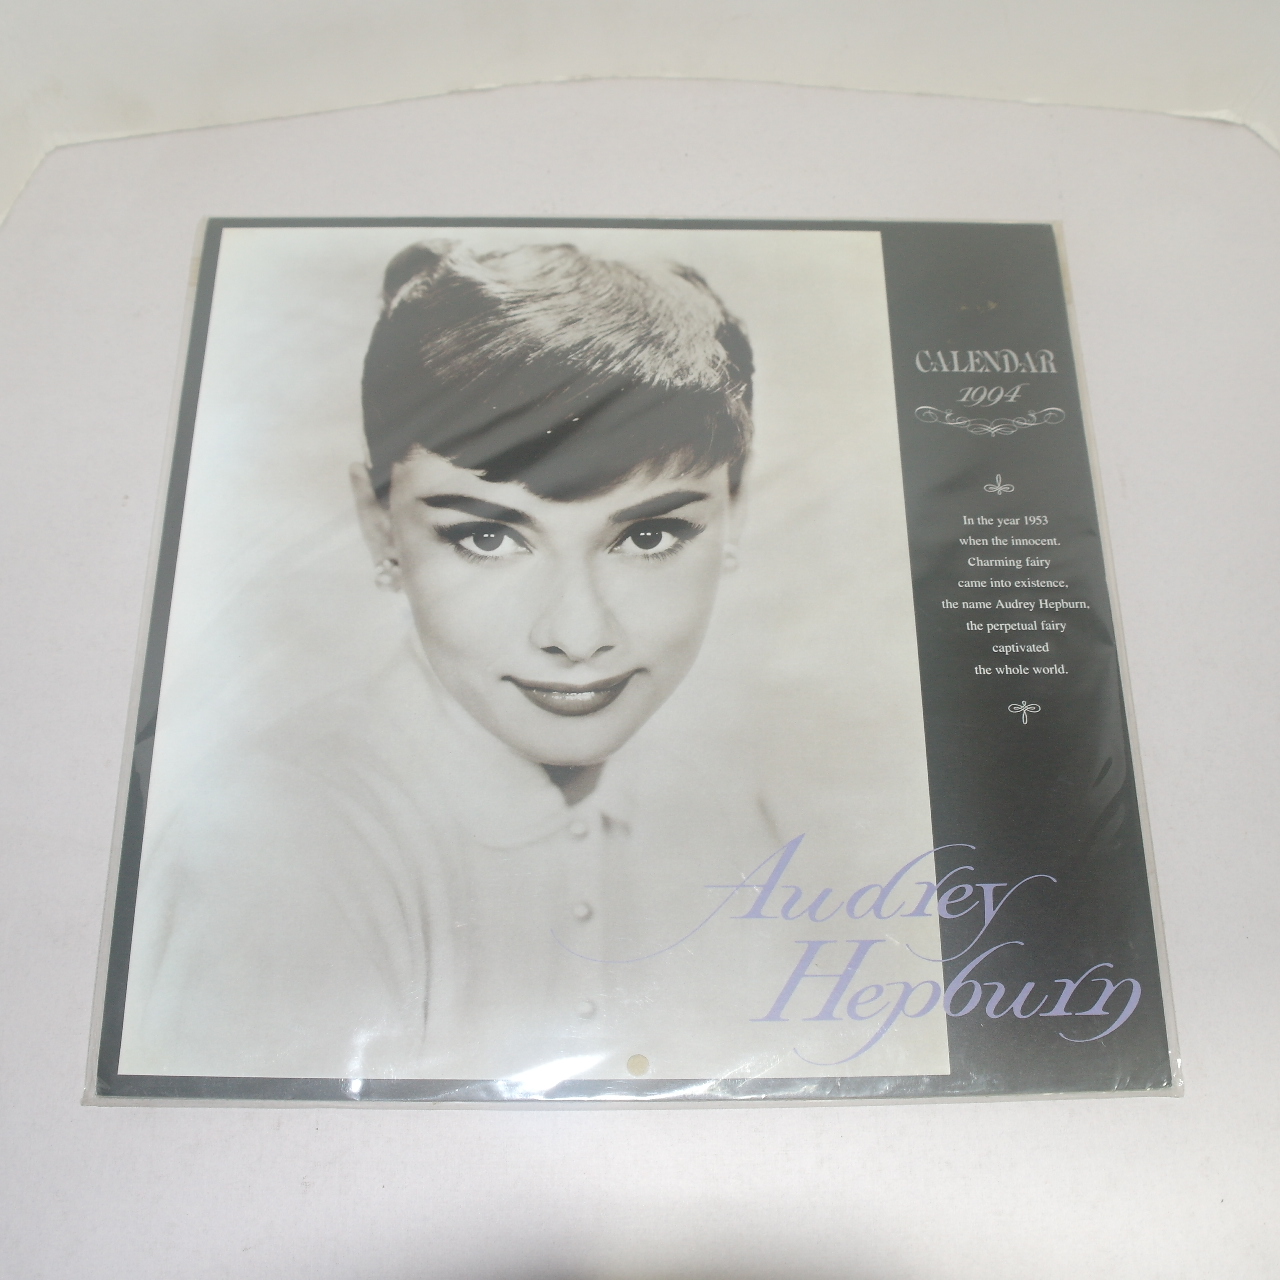 CALENDAR
1994
In the year 1953
when the innocent.
Charming fairy
came into existence,
the name Audrey Hepburn,
the perpetual fairy
captivated
the whole world.
Audrey
Hepburn